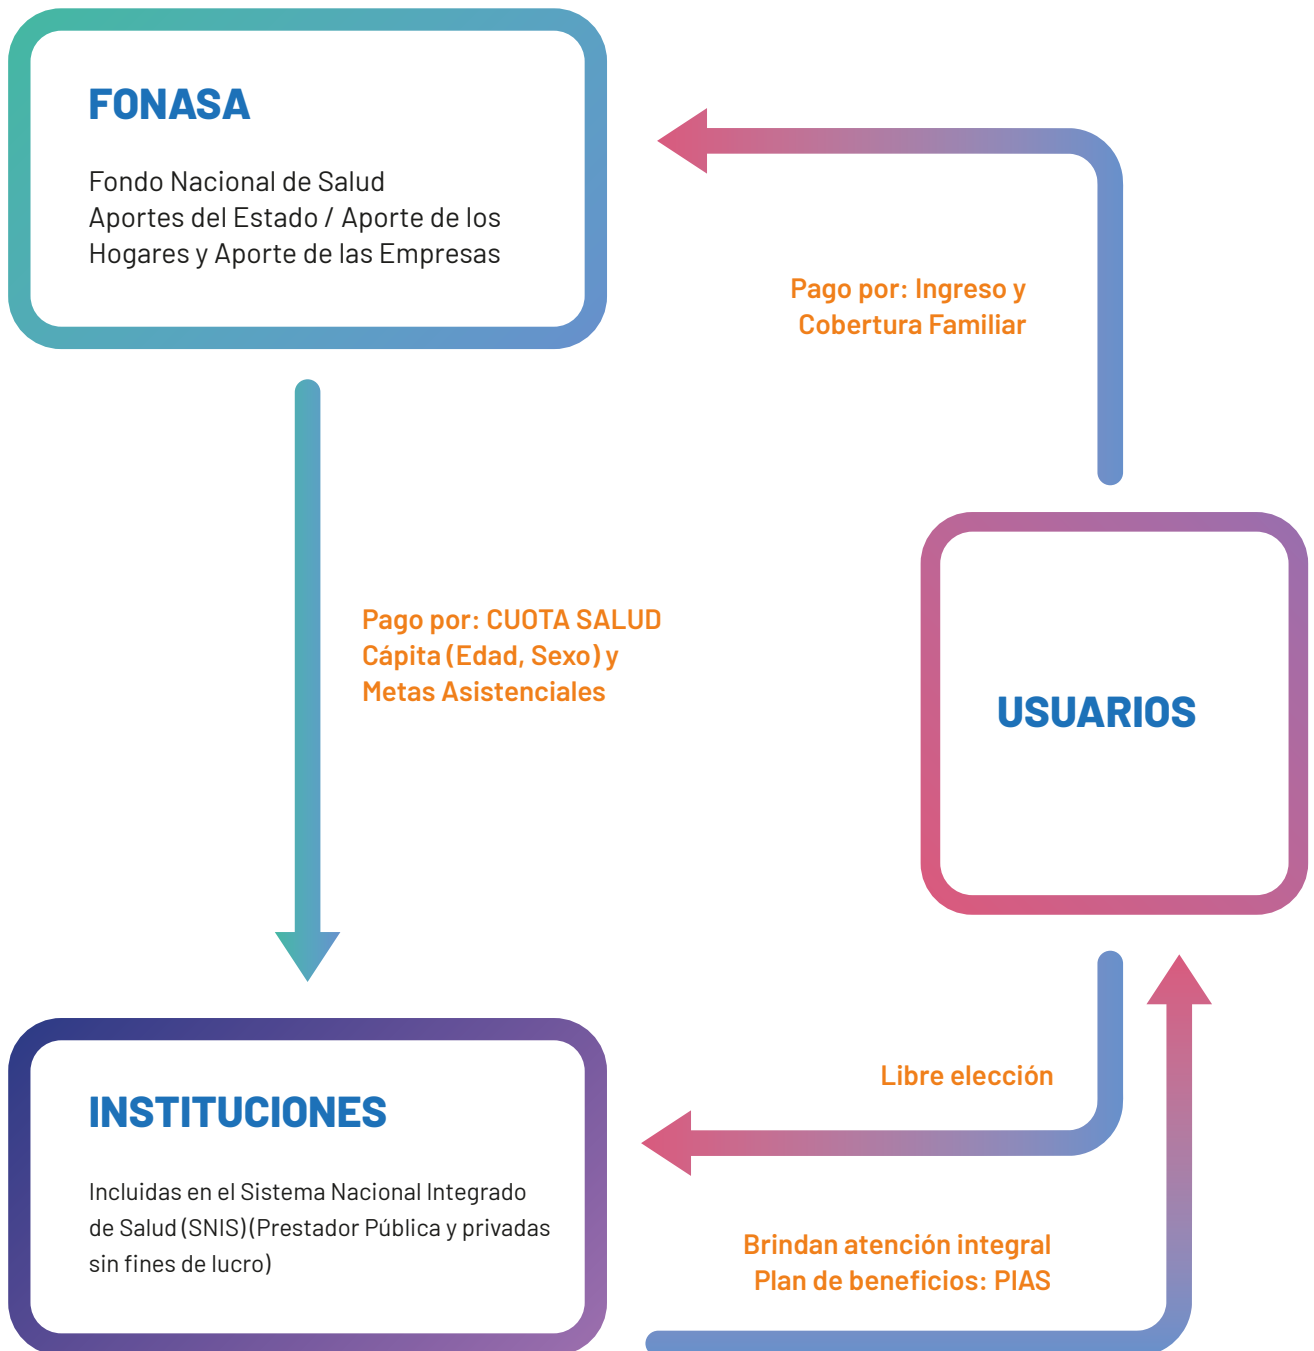 FONASA
Fondo Nacional de Salud
Aportes del Estado / Aporte de los
Hogares y Aporte de las Empresas
Pago por: Ingreso y
Cobertura Familiar
Pago por: CUOTA SALUD
Cápita (Edad, Sexo) y
Metas Asistenciales
USUARIOS
Libre elección
INSTITUCIONES
Incluidas en el Sistema Nacional Integrado
de Salud (SNIS) (Prestador Pública y privadas
sin fines de lucro)
Brindan atención integral
Plan de beneficios: PIAS